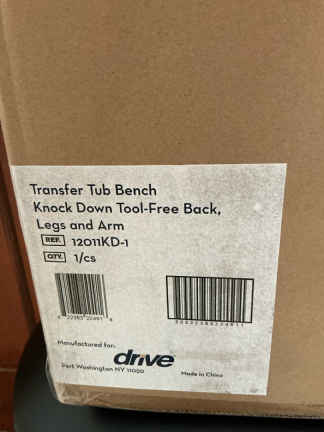 Transfer Tub Bench
Knock Down Tool-Free Back,
Legs and Arm
REF. 12011KD-1
QTY. 1/cs
Manufactured for:
drive
Port Washington NY 11050
Made in China